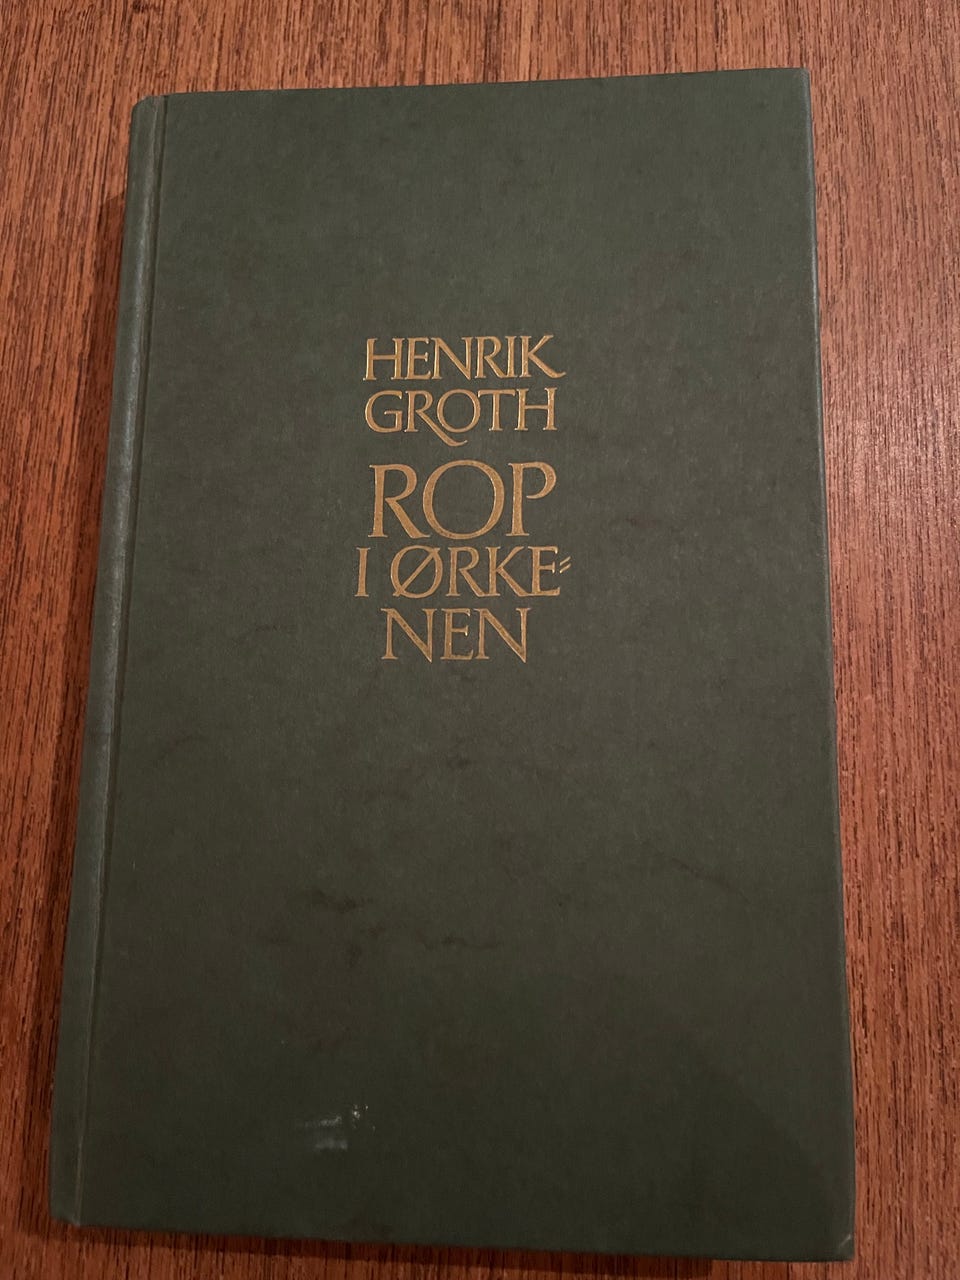 HENRIK
GROTH
ROP
I ØRKE=
NEN